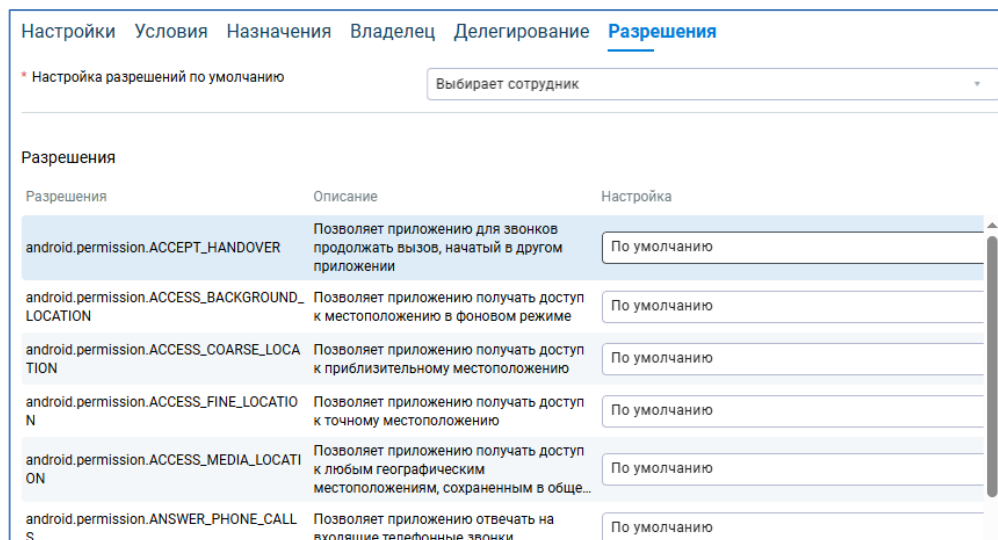 Настройки Условия Назначения Владелец Делегирование Разрешения
* Настройка разрешений по умолчанию
Выбирает сотрудник
Разрешения
Разрешения Описание Настройка
android.permission.ACCEPT_HANDOVER
Позволяет приложению для звонков
продолжать вызов, начатый в другом
приложении
По умолчанию
android.permission.ACCESS_BACKGROUND_
LOCATION
Позволяет приложению получать доступ
к местоположению в фоновом режиме
По умолчанию
android.permission.ACCESS_COARSE_LOCA
TION
Позволяет приложению получать доступ
к приблизительному местоположению
По умолчанию
android.permission.ACCESS_FINE_LOCATIO
N
Позволяет приложению получать доступ
к точному местоположению
По умолчанию
android.permission.ACCESS_MEDIA_LOCATI
ON
Позволяет приложению получать доступ
к любым географическим
местоположениям, сохраненным в обще...
По умолчанию
android.permission.ANSWER_PHONE_CALL
S
Позволяет приложению отвечать на
входящие телефонные звонки
По умолчанию